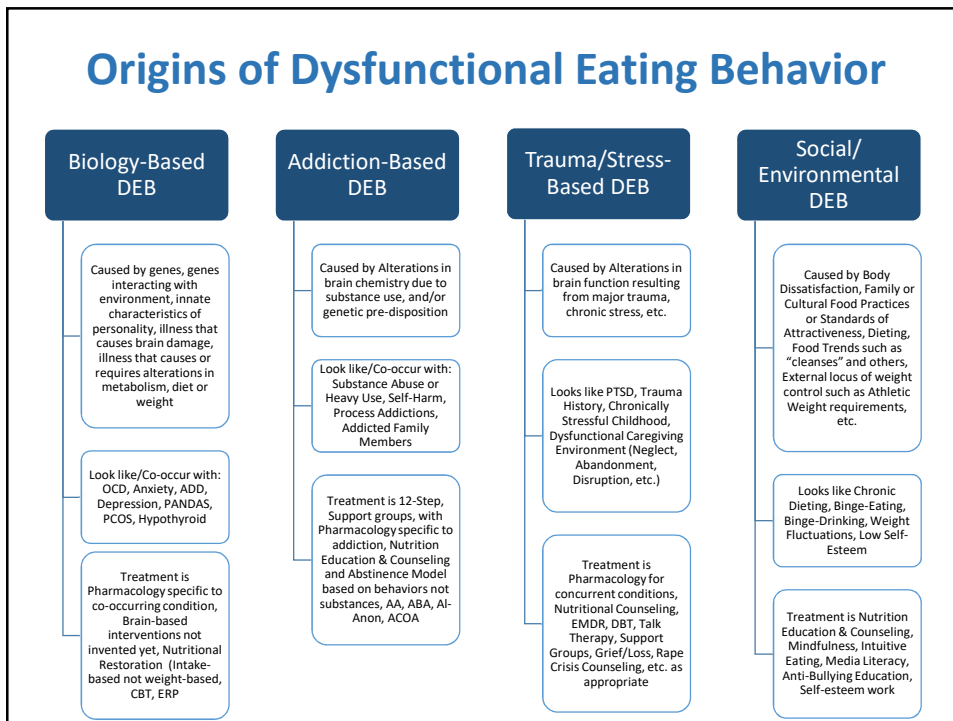 Origins of Dysfunctional Eating Behavior
Biology-Based
DEB
Caused by genes, genes
interacting with
environment, innate
characteristics of
personality, illness that
causes brain damage,
illness that causes or
requires alterations in
metabolism, diet or
weight
Look like/Co-occur with:
OCD, Anxiety, ADD,
Depression, PANDAS,
PCOS, Hypothyroid
Treatment is
Pharmacology specific to
co-occurring condition,
Brain-based
interventions not
invented yet, Nutritional
Restoration (Intake-
based not weight-based,
CBT, ERP
Addiction-Based
DEB
Caused by Alterations in
brain chemistry due to
substance use, and/or
genetic pre-disposition
Look like/Co-occur with:
Substance Abuse or
Heavy Use, Self-Harm,
Process Addictions,
Addicted Family
Members
Treatment is 12-Step,
Support groups, with
Pharmacology specific to
addiction, Nutrition
Education & Counseling
and Abstinence Model
based on behaviors not
substances, AA, ABA, Al-
Anon, ACOA
Trauma/Stress-
Based DEB
Caused by Alterations in
brain function resulting
from major trauma,
chronic stress, etc.
Looks like PTSD, Trauma
History, Chronically
Stressful Childhood,
Dysfunctional Caregiving
Environment (Neglect,
Abandonment,
Disruption, etc.)
Treatment is
Pharmacology for
concurrent conditions,
Nutritional Counseling,
EMDR, DBT, Talk
Therapy, Support
Groups, Grief/Loss, Rape
Crisis Counseling, etc. as
appropriate
Social/
Environmental
DEB
Caused by Body
Dissatisfaction, Family or
Cultural Food Practices
or Standards of
Attractiveness, Dieting,
Food Trends such as
“cleanses” and others,
External locus of weight
control such as Athletic
Weight requirements,
etc.
Looks like Chronic
Dieting, Binge-Eating,
Binge-Drinking, Weight
Fluctuations, Low Self-
Esteem
Treatment is Nutrition
Education & Counseling,
Mindfulness, Intuitive
Eating, Media Literacy,
Anti-Bullying Education,
Self-esteem work